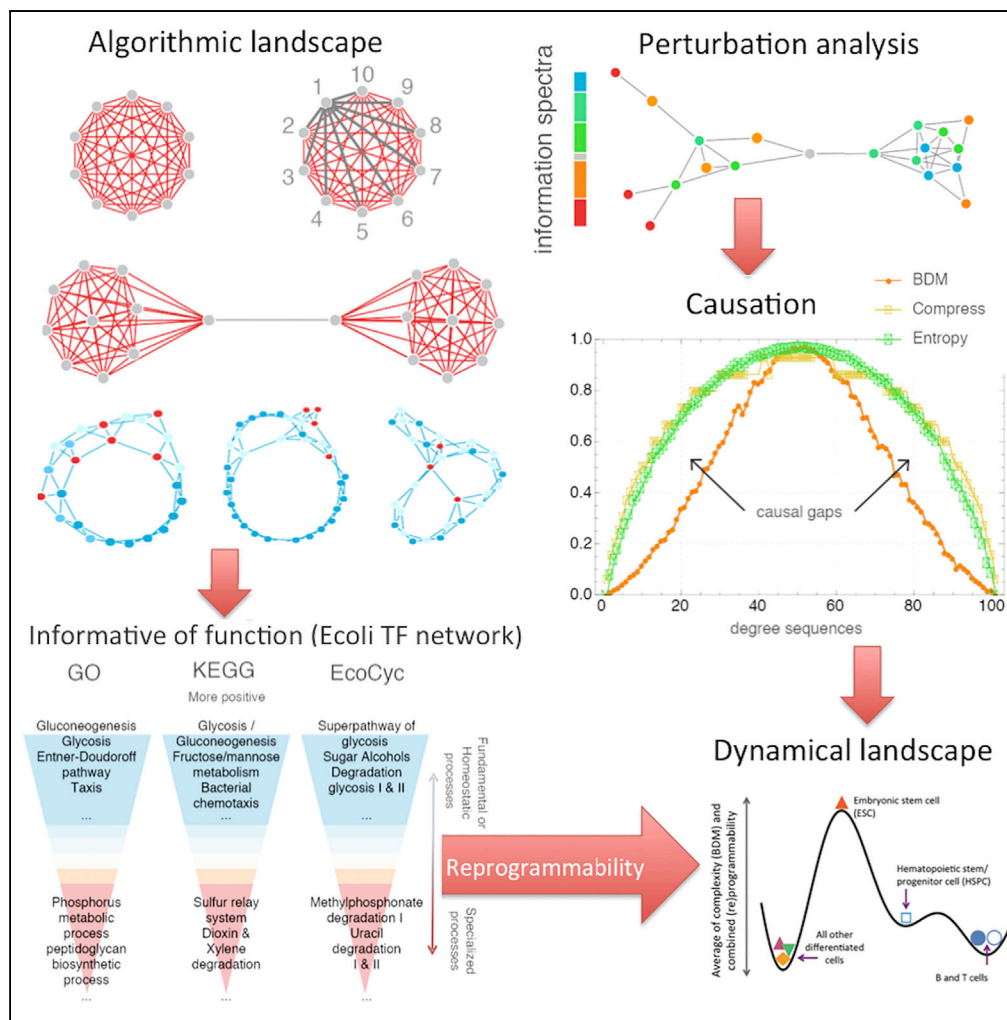 Algorithmic landscape
1
10
9
2
8
3
7
4
5
6
Perturbation analysis
information spectra
Causation
BDM
Compress
Entropy
1.0
0.8
0.6
0.4
0.2
0.0
causal gaps
0
20
40
60
80
100
degree sequences
Informative of function (Ecoli TF network)
GO
KEGG
EcoCyc
More positive
Gluconeogenesis
Glycosis
Entner-Doudoroff
pathway
Taxis
...
Glycosis /
Gluconeogenesis
Fructose/mannose
metabolism
Bacterial
chemotaxis
...
Superpathway of
glycosis
Sugar Alcohols
Degradation
glycosis I & II
...
Phosphorus
metabolic
process
peptidoglycan
biosynthetic
process
...
Sulfur relay
system
Dioxin &
Xylene
degradation
...
Methylphosphonate
degradation I
Uracil
degradation
I & II
...
Fundamental or
Homeostatic
processes
Specialized
processes
Reprogrammability
Dynamical landscape
Average of complexity (BDM) and
combined (re)programmability
Embryonic stem cell
(ESC)
Hematopoietic stem/
progenitor cell (HSPC)
All other
differentiated
cells
B and T cells